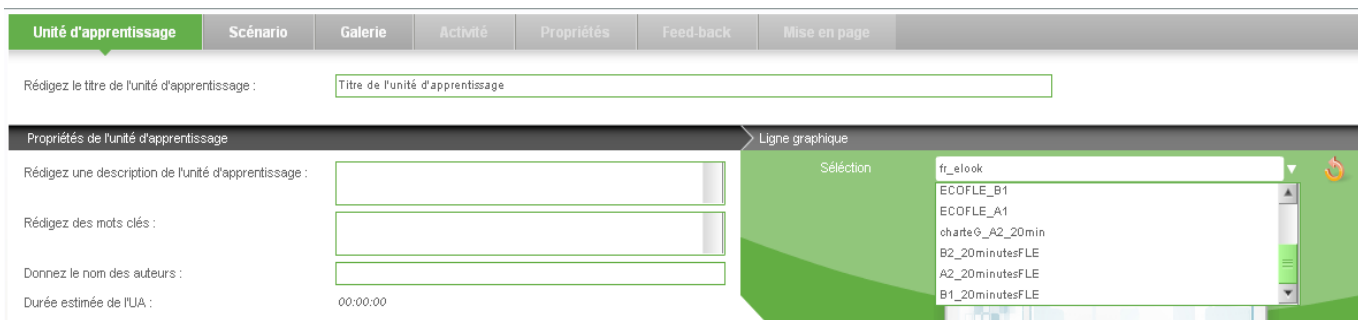 Unité d'apprentissage Scénario Galerie Activité Propriétés Feed-back Mise en page
Rédigez le titre de l'unité d'apprentissage : Titre de l'unité d'apprentissage
Propriétés de l'unité d'apprentissage
Rédigez une description de l'unité d'apprentissage :
Rédigez des mots clés :
Donnez le nom des auteurs :
Durée estimée de l'UA : 00:00:00
Ligne graphique
Séléction fr_elook
ECOFLE_B1
ECOFLE_A1
charteG_A2_20min
B2_20minutesFLE
A2_20minutesFLE
B1_20minutesFLE